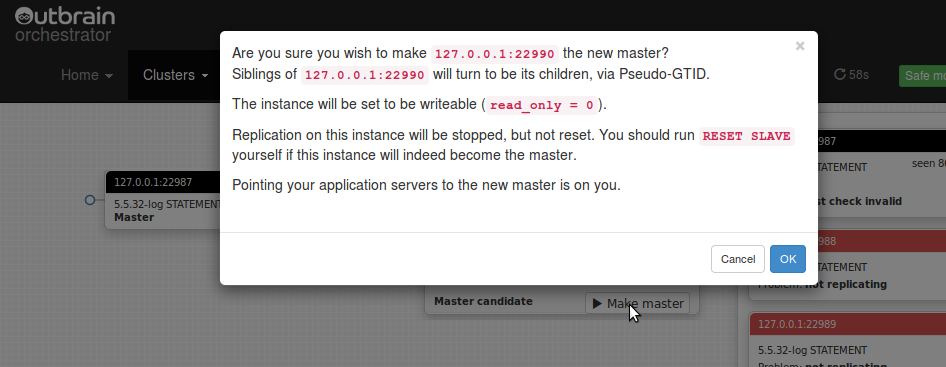 Outbrain
orchestrator
Home
Clusters
58s
Safe mo
×
Are you sure you wish to make 127.0.0.1:22990 the new master?
Siblings of 127.0.0.1:22990 will turn to be its children, via Pseudo-GTID.
The instance will be set to be writeable ( read_only = 0 ).
Replication on this instance will be stopped, but not reset. You should run RESET SLAVE
yourself if this instance will indeed become the master.
Pointing your application servers to the new master is on you.
Cancel OK
127.0.0.1:22987
5.5.32-log STATEMENT
Master
Master candidate
Make master
987
TATEMENT seen 86
st check invalid
988
TATEMENT
Problem: not replicating
127.0.0.1:22989
5.5.32-log STATEMENT
Problem: not replicating